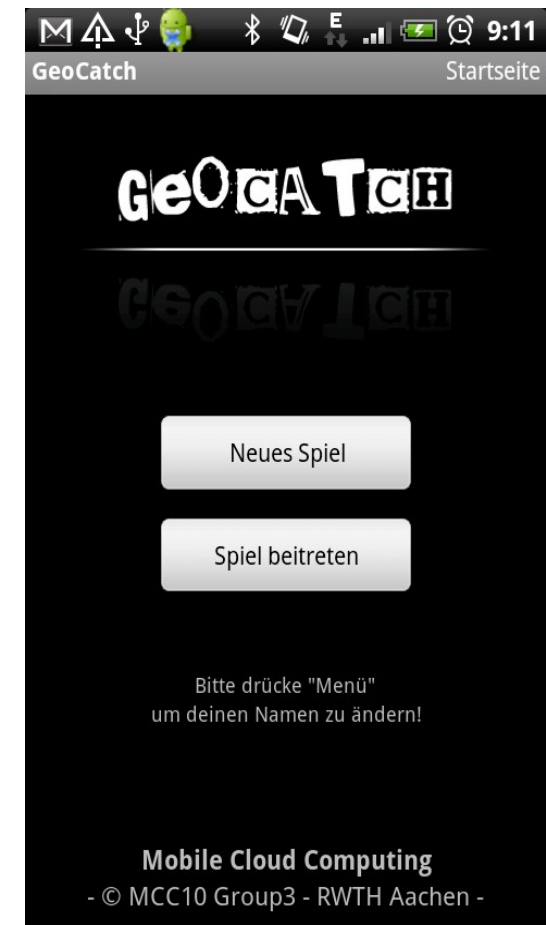 E 9:11
GeoCatch Startseite
GeOCATCH
Neues Spiel
Spiel beitreten
Bitte drücke "Menü"
um deinen Namen zu ändern!
Mobile Cloud Computing
- © MCC10 Group3 - RWTH Aachen -